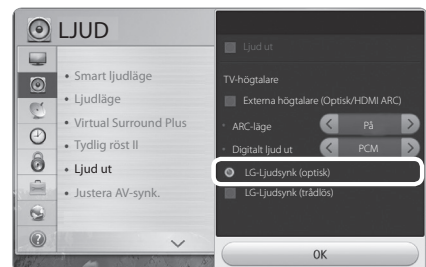 LJUD
• Smart ljudläge
• Ljudläge
• Virtual Surround Plus
• Tydlig röst II
• Ljud ut
• Justera AV-synk.
Ljud ut
TV-högtalare
Externa högtalare (Optisk/HDMI ARC)
• ARC-läge < På >
• Digitalt ljud ut < PCM >
LG-Ljudsynk (optisk)
LG-Ljudsynk (trådlös)
OK